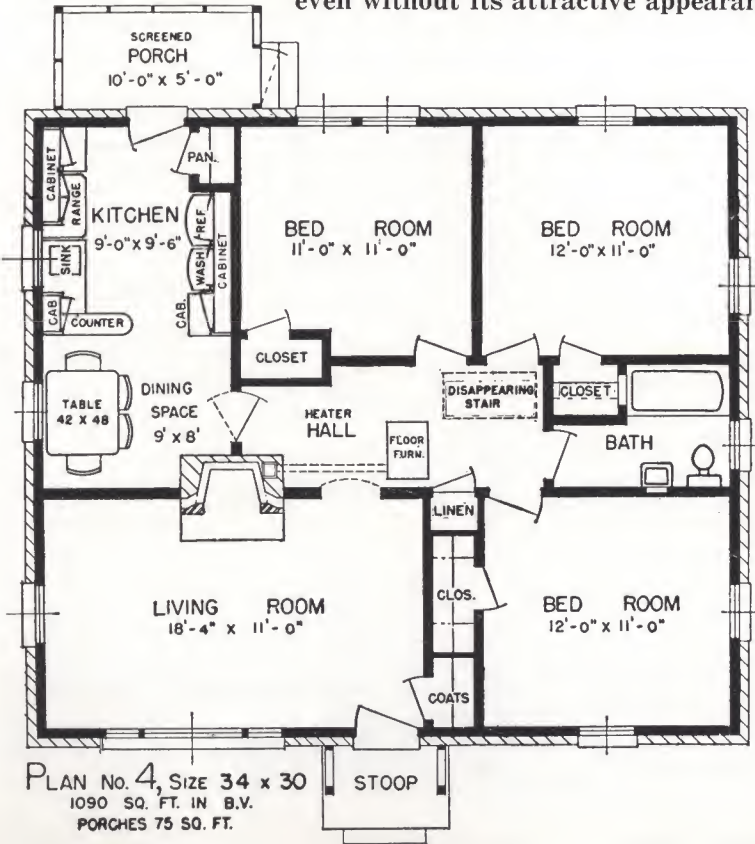 even without its attractive appearan
SCREENED
PORCH
10'-0" X 5'-0"
CABINET
RANGE
PAN.
KITCHEN
9'-0" X 9'-6"
SINK
REF.
WASH
CABINET
CAB.
CAB.
COUNTER
BED ROOM
11'-0" X 11'-0"
BED ROOM
12'-0" X 11'-0"
CLOSET
TABLE
42 X 48
DINING
SPACE
9' X 8'
HEATER
HALL
FLOOR
FURN.
DISAPPEARING
STAIR
CLOSET
BATH
LINEN
LIVING ROOM
18'-4" X 11'-0"
CLOS.
COATS
BED ROOM
12'-0" X 11'-0"
PLAN No. 4, SIZE 34 x 30
1090 SQ. FT. IN B.V.
PORCHES 75 SQ. FT.
STOOP